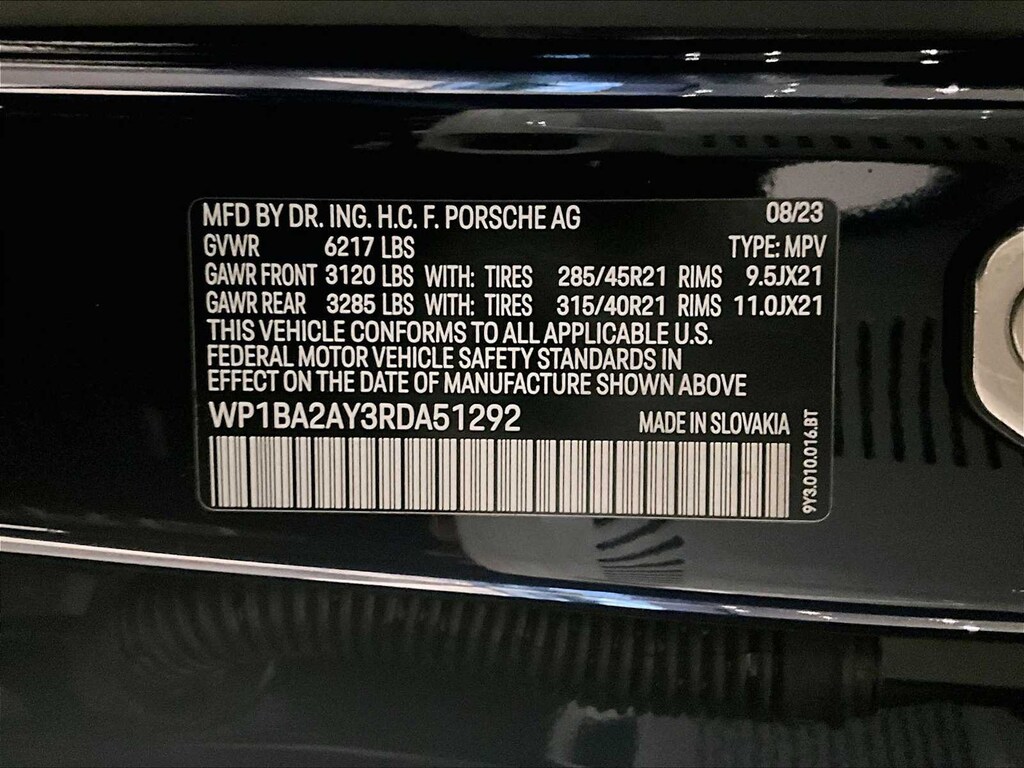 MFD BY DR. ING. H.C. F. PORSCHE AG 08/23
GVWR 6217 LBS TYPE: MPV
GAWR FRONT 3120 LBS WITH: TIRES 285/45R21 RIMS 9.5JX21
GAWR REAR 3285 LBS WITH: TIRES 315/40R21 RIMS 11.0JX21
THIS VEHICLE CONFORMS TO ALL APPLICABLE U.S.
FEDERAL MOTOR VEHICLE SAFETY STANDARDS IN
EFFECT ON THE DATE OF MANUFACTURE SHOWN ABOVE
WP1BA2AY3RDA51292 MADE IN SLOVAKIA
9Y3.010.016.BT